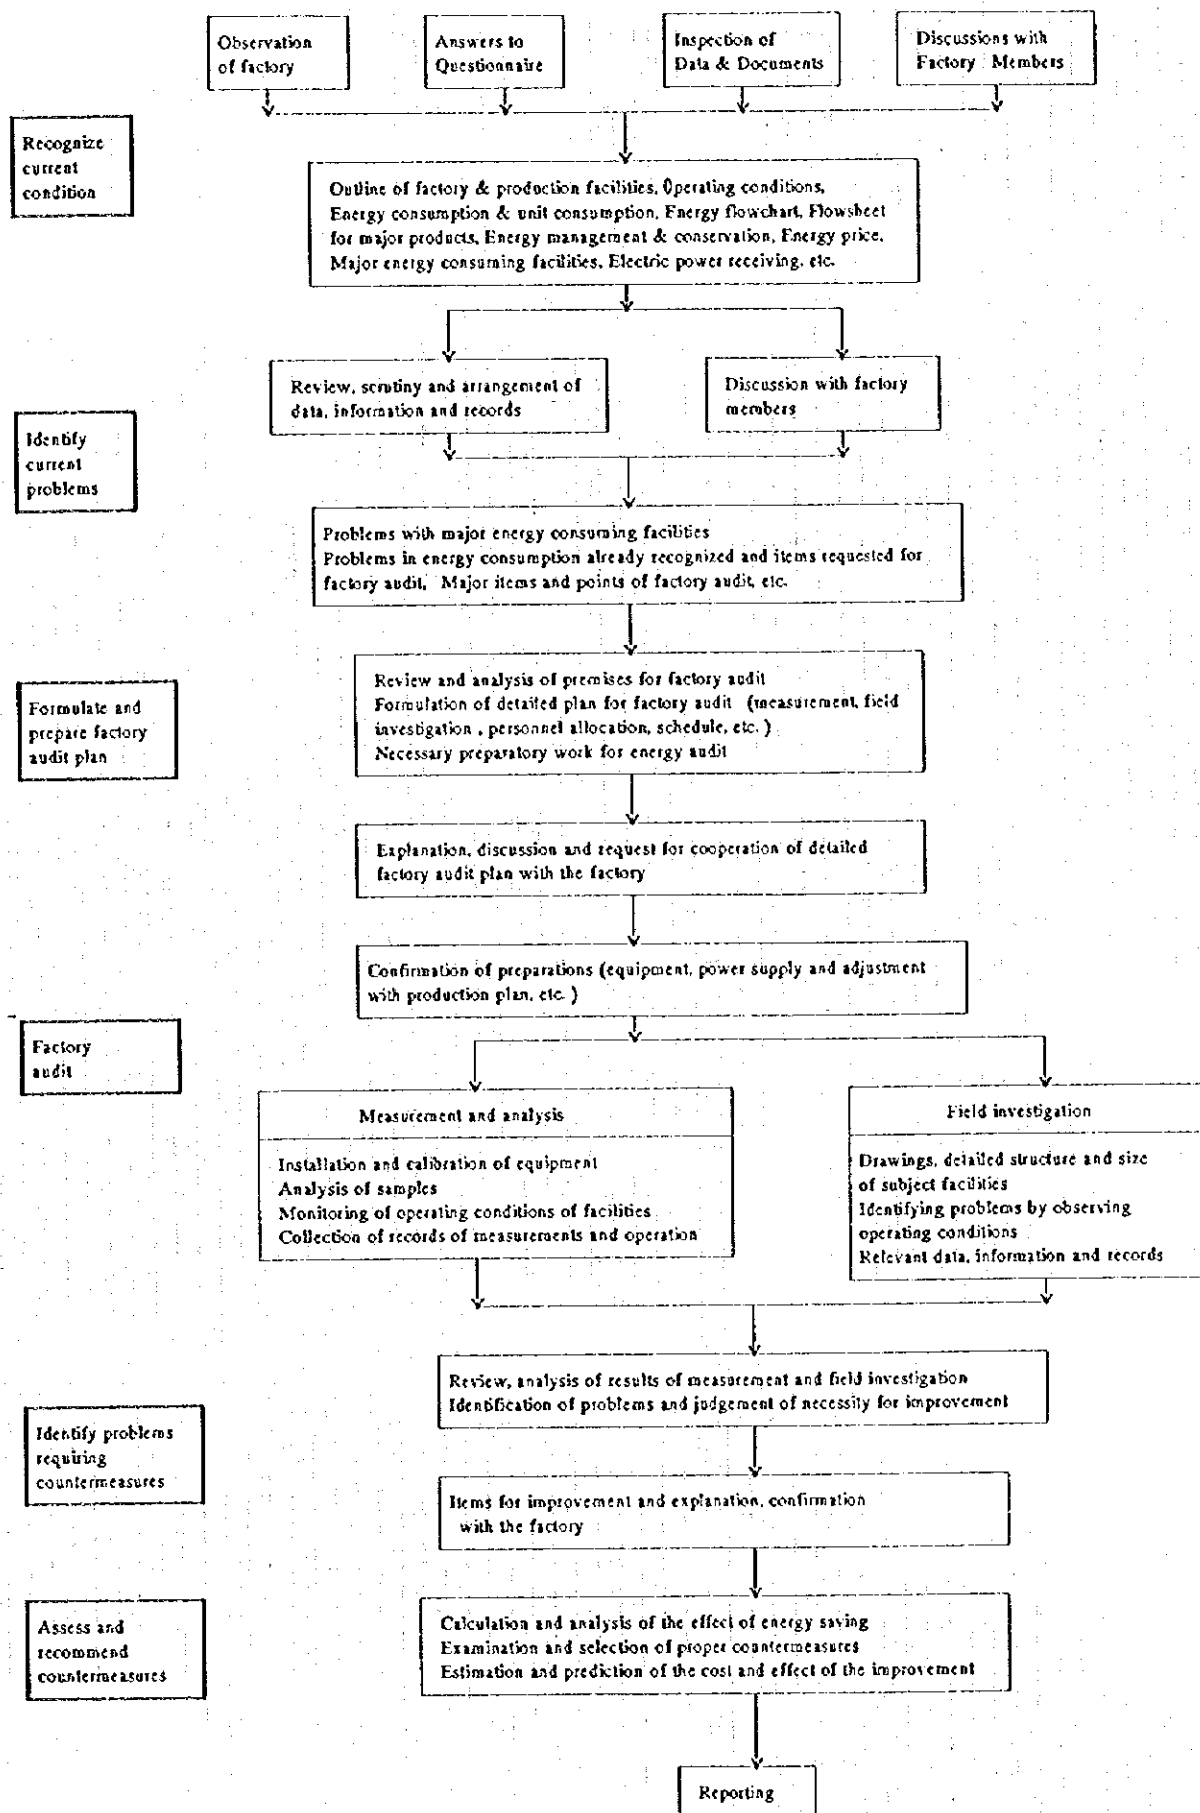 Observation
of factory
Answers to
Questionnaire
Inspection of
Data & Documents
Discussions with
Factory Members
Recognize
current
condition
Outline of factory & production facilities, Operating conditions,
Energy consumption & unit consumption, Energy flowchart, Flowsheet
for major products, Energy management & conservation, Energy price,
Major energy consuming facilities, Electric power receiving, etc.
Review, scrutiny and arrangement of
data, information and records
Discussion with factory
members
Identify
current
problems
Problems with major energy consuming facilities
Problems in energy consumption already recognized and items requested for
factory audit, Major items and points of factory audit, etc.
Formulate and
prepare factory
audit plan
Review and analysis of premises for factory audit
Formulation of detailed plan for factory audit (measurement, field
investigation , personnel allocation, schedule, etc. )
Necessary preparatory work for energy audit
Explanation, discussion and request for cooperation of detailed
factory audit plan with the factory
Confirmation of preparations (equipment, power supply and adjustment
with production plan, etc. )
Factory
audit
Measurement and analysis
Installation and calibration of equipment
Analysis of samples
Monitoring of operating conditions of facilities
Collection of records of measurements and operation
Field investigation
Drawings, detailed structure and size
of subject facilities
Identifying problems by observing
operating conditions
Relevant data, information and records
Review, analysis of results of measurement and field investigation
Identification of problems and judgement of necessity for improvement
Identify problems
requiring
countermeasures
Items for improvement and explanation, confirmation
with the factory
Assess and
recommend
countermeasures
Calculation and analysis of the effect of energy saving
Examination and selection of proper countermeasures
Estimation and prediction of the cost and effect of the improvement
Reporting